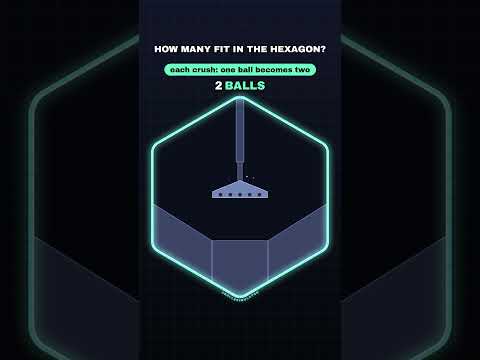 HOW MANY FIT IN THE HEXAGON?
each crush: one ball becomes two
2 BALLS